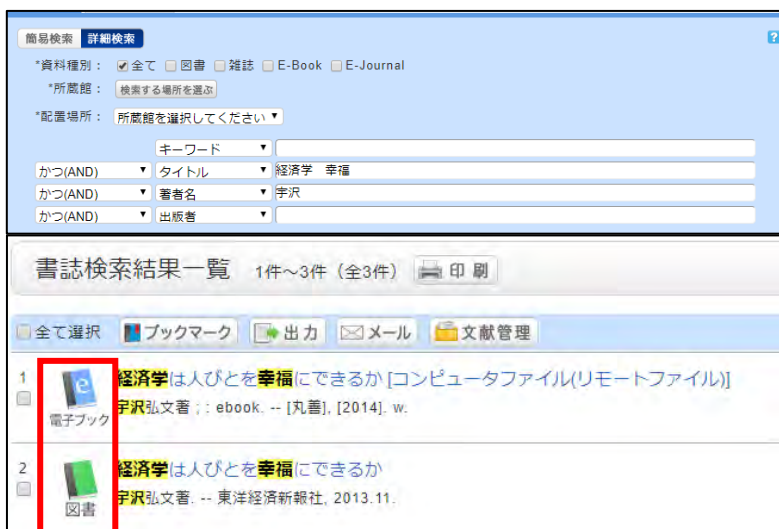 簡易検索 詳細検索 ?
*資料種別： 全て 図書 雑誌 E-Book E-Journal
*所蔵館： 検索する場所を選ぶ
*配置場所： 所蔵館を選択してください
キーワード
かつ(AND) タイトル 経済学　幸福
かつ(AND) 著者名 宇沢
かつ(AND) 出版者
書誌検索結果一覧 1件～3件 (全3件) 印刷
全て選択 ブックマーク 出力 メール 文献管理
1 経済学は人びとを幸福にできるか [コンピュータファイル(リモートファイル)]
電子ブック 宇沢弘文著 ; : ebook. -- [丸善], [2014]. w.
2 経済学は人びとを幸福にできるか
図書 宇沢弘文著. -- 東洋経済新報社, 2013.11.